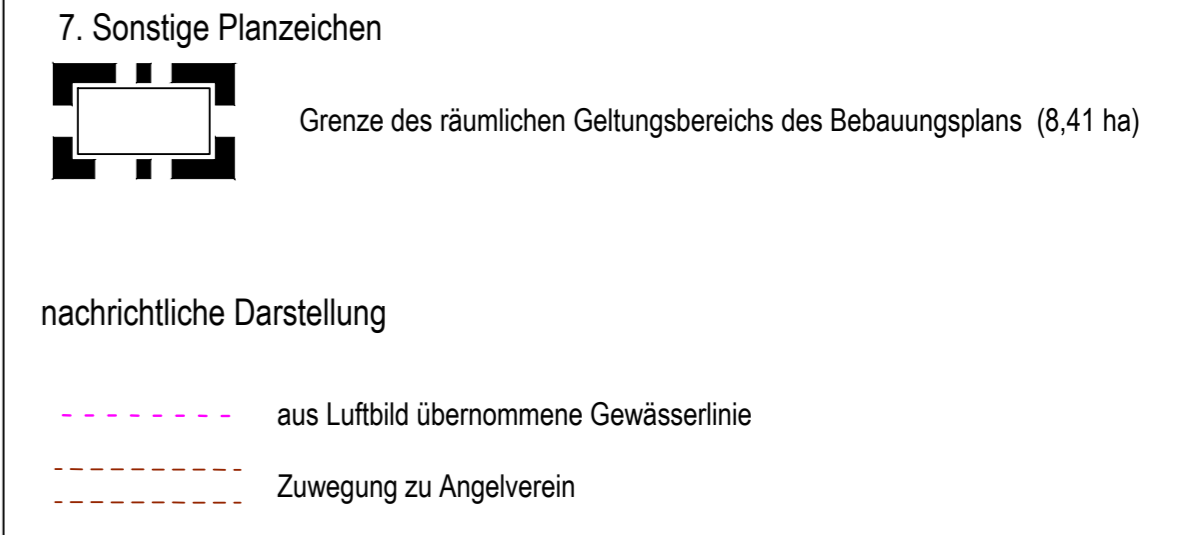 7. Sonstige Planzeichen
Grenze des räumlichen Geltungsbereichs des Bebauungsplans (8,41 ha)
nachrichtliche Darstellung
aus Luftbild übernommene Gewässerlinie
Zuwegung zu Angelverein